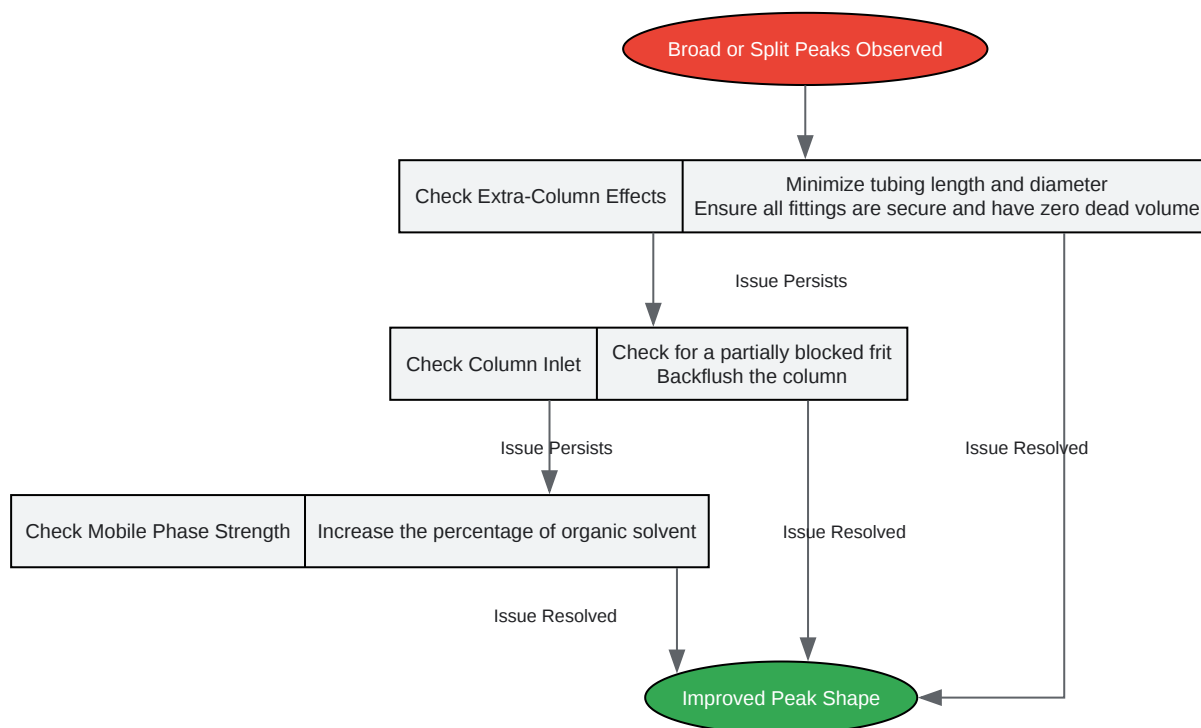 Broad or Split Peaks Observed
Check Extra-Column Effects
Minimize tubing length and diameter
Ensure all fittings are secure and have zero dead volume
Issue Persists
Check Column Inlet
Check for a partially blocked frit
Backflush the column
Issue Persists
Issue Resolved
Check Mobile Phase Strength
Increase the percentage of organic solvent
Issue Resolved
Issue Resolved
Improved Peak Shape